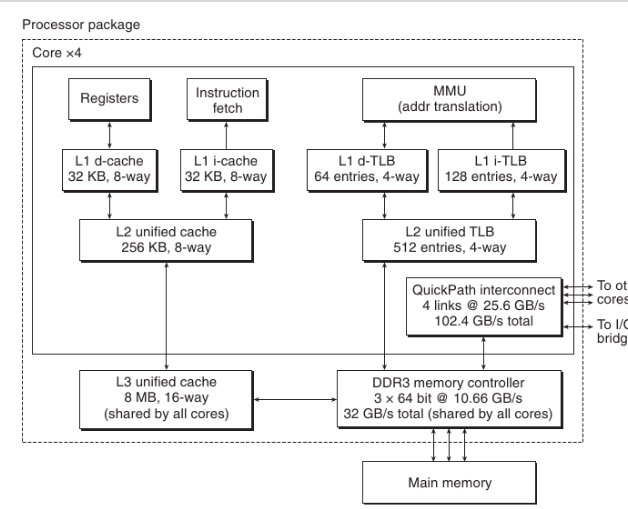 Processor package
Core ×4
Registers
Instruction
fetch
MMU
(addr translation)
L1 d-cache
32 KB, 8-way
L1 i-cache
32 KB, 8-way
L1 d-TLB
64 entries, 4-way
L1 i-TLB
128 entries, 4-way
L2 unified cache
256 KB, 8-way
L2 unified TLB
512 entries, 4-way
QuickPath interconnect
4 links @ 25.6 GB/s
102.4 GB/s total
To ot
cores
To I/O
bridg
L3 unified cache
8 MB, 16-way
(shared by all cores)
DDR3 memory controller
3 × 64 bit @ 10.66 GB/s
32 GB/s total (shared by all cores)
Main memory